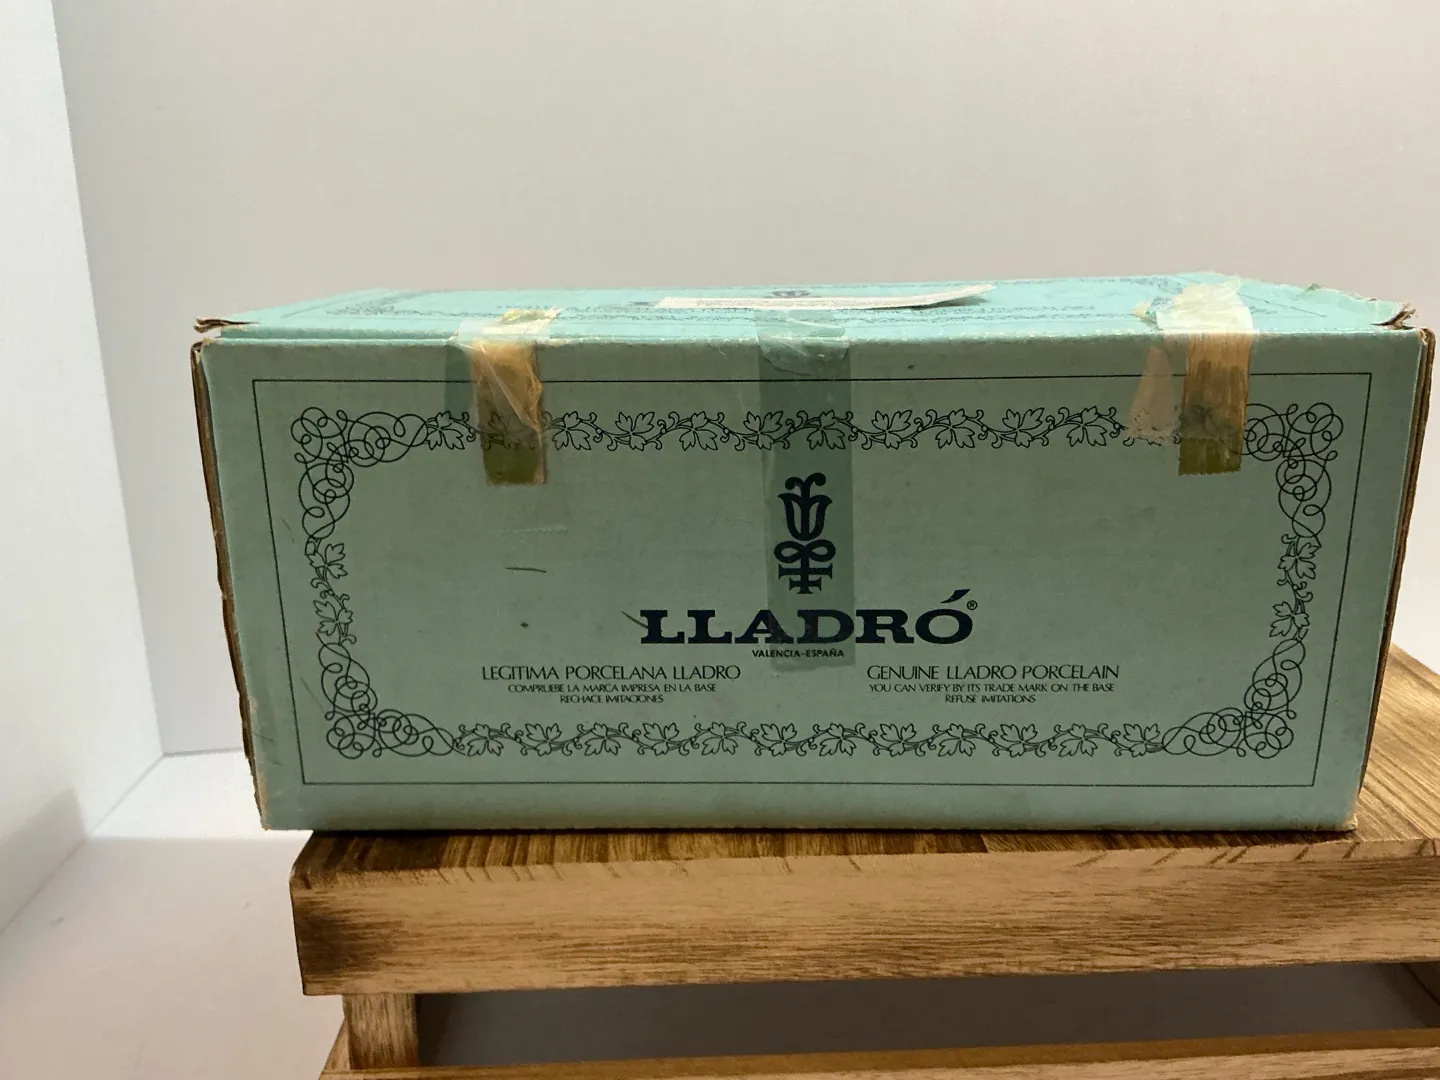 LLADRÓ®
VALENCIA-ESPAÑA
LEGITIMA PORCELANA LLADRO
COMPRUEBE LA MARCA IMPRESA EN LA BASE
RECHACE IMITACIONES
GENUINE LLADRO PORCELAIN
YOU CAN VERIFY BY ITS TRADE MARK ON THE BASE
REFUSE IMITATIONS